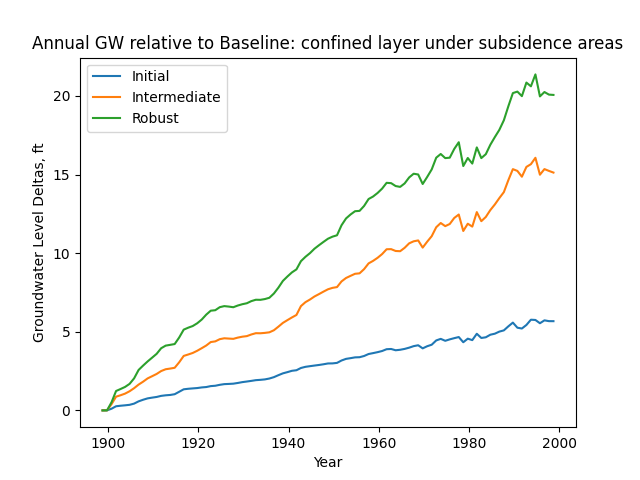 Annual GW relative to Baseline: confined layer under subsidence areas
Initial
Intermediate
Robust
Groundwater Level Deltas, ft
20
15
10
5
0
1900 1920 1940 1960 1980 2000
Year